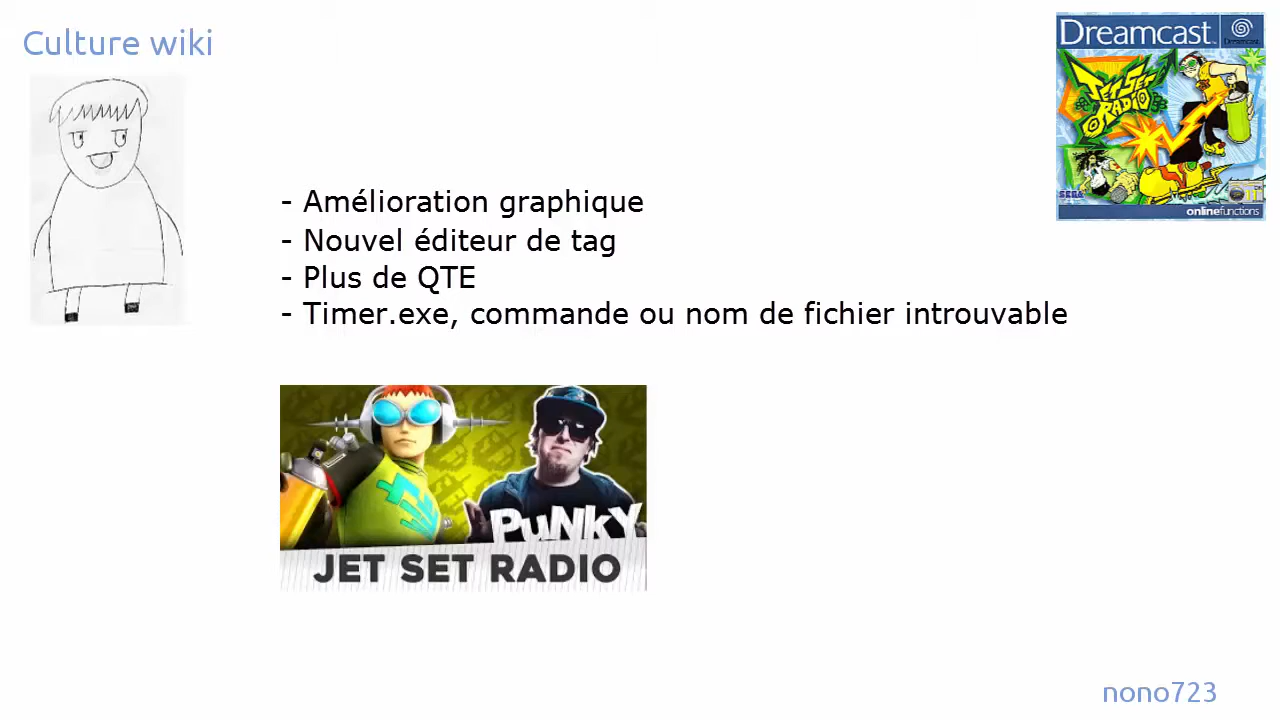 Culture wiki
Dreamcast
Dreamcast
JET SET RADIO
SEGA
onlinefunctions
- Amélioration graphique
- Nouvel éditeur de tag
- Plus de QTE
- Timer.exe, commande ou nom de fichier introuvable
PUNKY
JET SET RADIO
nono723